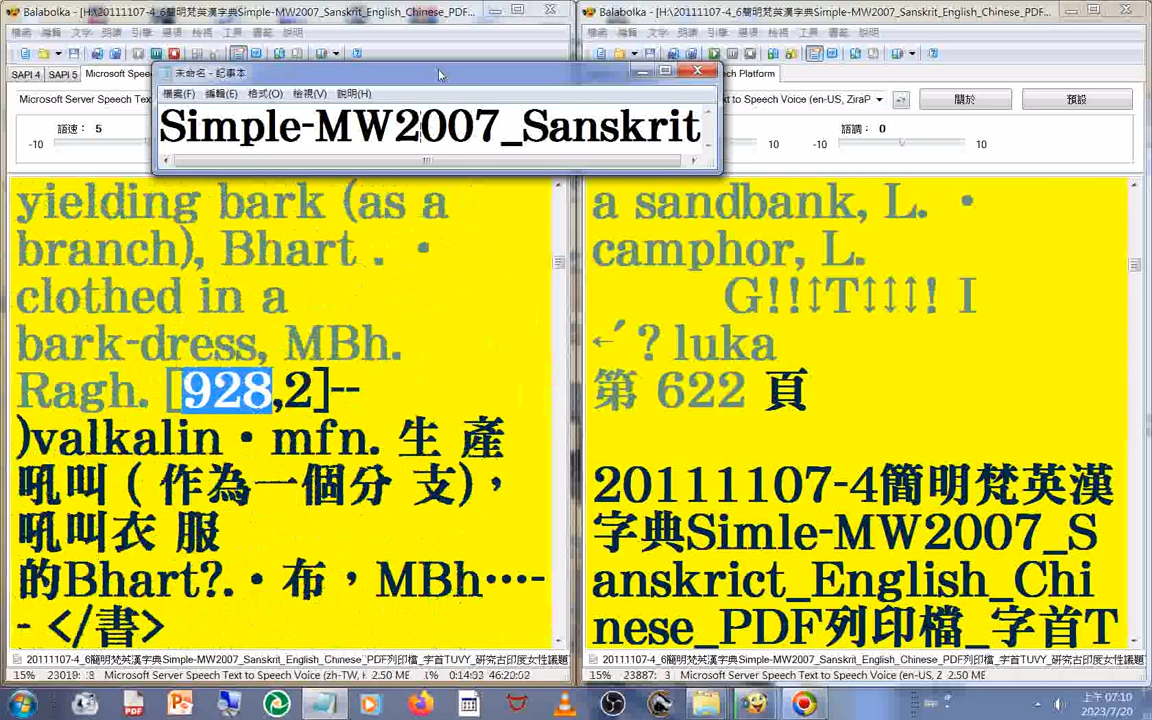 Balabolka - [H:\20111107-4_6簡明梵英漢字典Simple-MW2007_Sanskrit_English_Chinese_PDF...
Balabolka - [H:\20111107-4_6簡明梵英漢字典Simple-MW2007_Sanskrit_English_Chinese_PDF...
SAPI 4 SAPI 5 Microsoft Speech
未命名 - 記事本
ch Platform
檔案(F) 編輯(E) 格式(O) 檢視(V) 說明(H)
Microsoft Server Speech Text
xt to Speech Voice (en-US, ZiraP
關於
預設
Simple-MW2007_Sanskrit
語速： 5
-10
語調： 0
10 -10 10
yielding bark (as a
branch), Bhart . •
clothed in a
bark-dress, MBh.
Ragh. [928,2]--
)valkalin•mfn. 生 產
吼叫 ( 作為一個分 支)，
吼叫衣 服
的Bhart?.•布，MBh…--
- </書>
a sandbank, L. •
camphor, L.
G!!↕T↕↕↕! I
←´? luka
第 622 頁
20111107-4簡明梵英漢
字典Simle-MW2007_S
anskrict_English_Chi
nese_PDF列印檔_字首T
20111107-4_6簡明梵英漢字典Simple-MW2007_Sanskrit_English_Chinese_PDF列印檔_字首TUVY_研究古印度女性議題
20111107-4_6簡明梵英漢字典Simple-MW2007_Sanskrit_English_Chinese_PDF列印檔_字首TUVY_研究古印度女性議題
15% 23019: Microsoft Server Speech Text to Speech Voice (zh-TW, 2.50 ME
15% 23887: 3 Microsoft Server Speech Text to Speech Voice (en-US, 2.50 ME
上午 07:10
2023/7/20